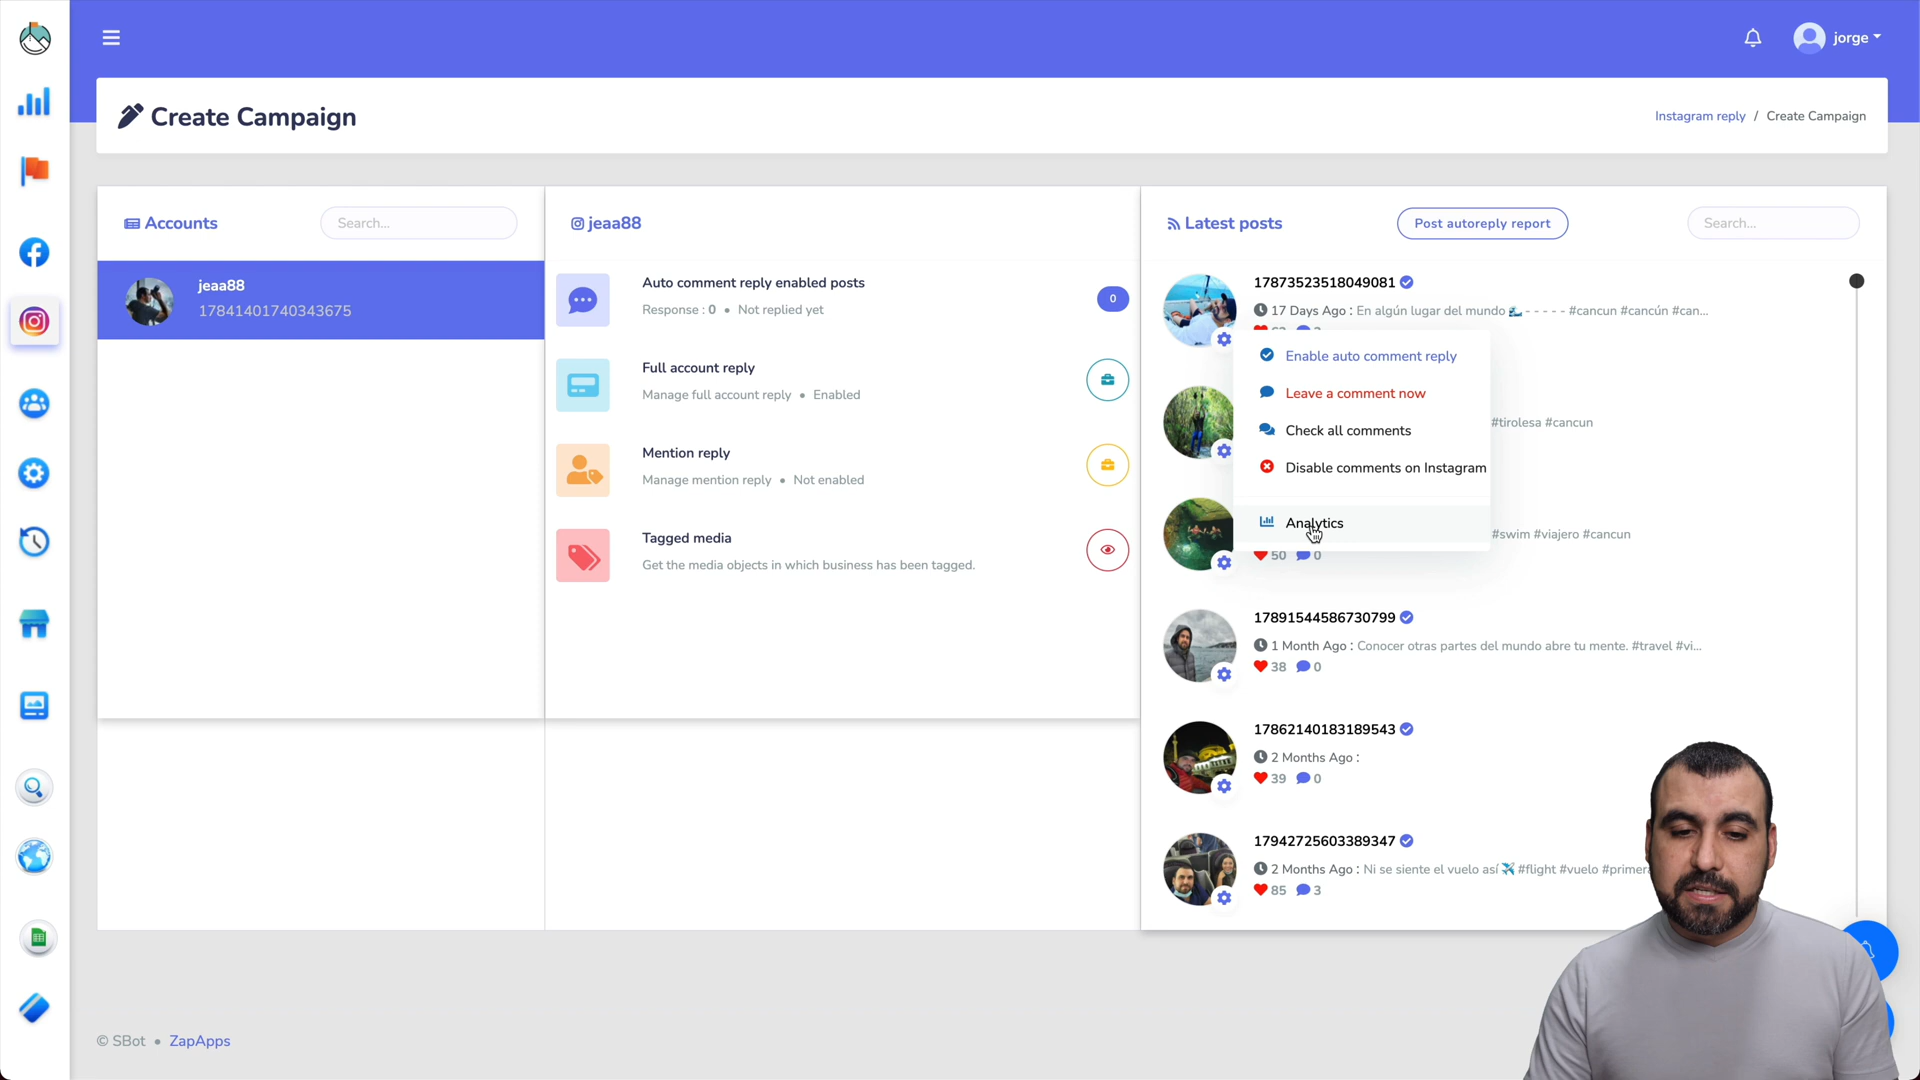 jorge
Create Campaign
Instagram reply / Create Campaign
Accounts
Search...
jeaa88
17841401740343675
jeaa88
Auto comment reply enabled posts
Response : 0 • Not replied yet
0
Full account reply
Manage full account reply • Enabled
Mention reply
Manage mention reply • Not enabled
Tagged media
Get the media objects in which business has been tagged.
Latest posts
Post autoreply report
Search...
17873523518049081
17 Days Ago : En algún lugar del mundo 🌊 - - - - - #cancun #cancún #can...
Enable auto comment reply
Leave a comment now
Check all comments
Disable comments on Instagram
Analytics
#tirolesa #cancun
#swim #viajero #cancun
50 0
17891544586730799
1 Month Ago : Conocer otras partes del mundo abre tu mente. #travel #vi...
38 0
17862140183189543
2 Months Ago :
39 0
17942725603389347
2 Months Ago : Ni se siente el vuelo así ✈️ #flight #vuelo #primera
85 3
© SBot • ZapApps